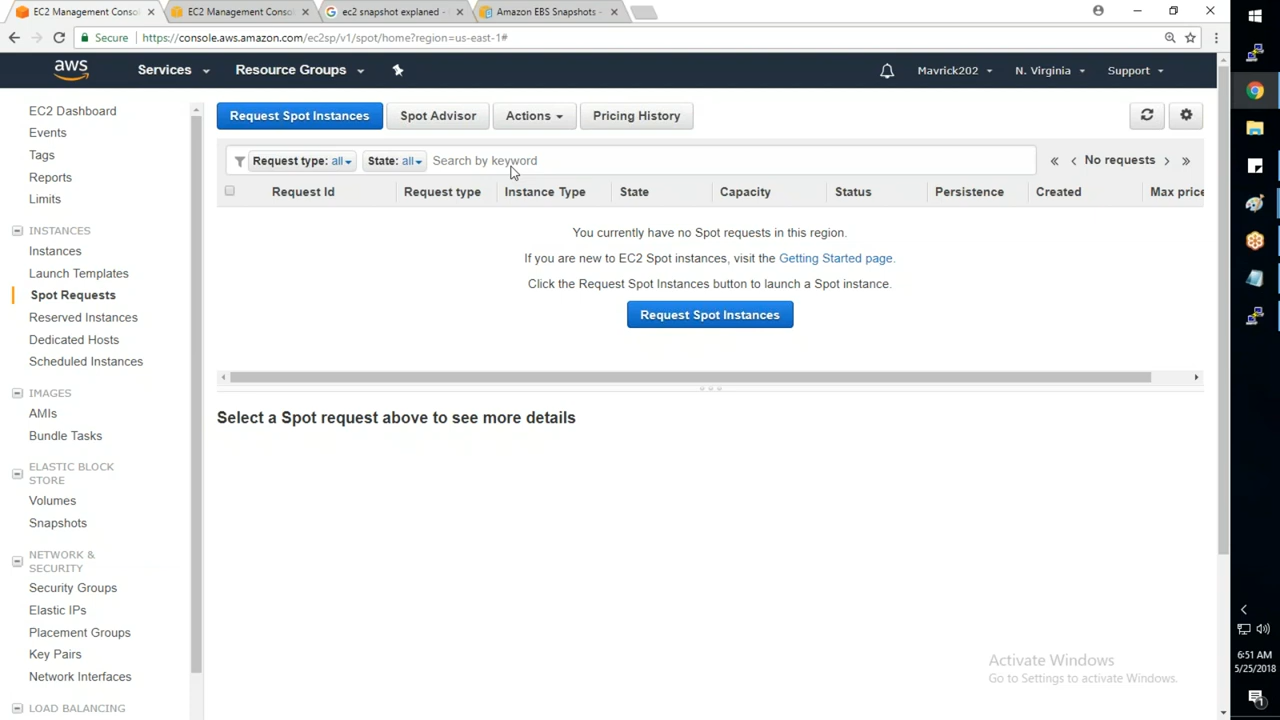 EC2 Management Conso
EC2 Management Conso
ec2 snapshot explaned -
Amazon EBS Snapshots -
Secure
https://console.aws.amazon.com/ec2sp/v1/spot/home?region=us-east-1#
aws
Services
Resource Groups
Mavrick202
N. Virginia
Support
EC2 Dashboard
Events
Tags
Reports
Limits
INSTANCES
Instances
Launch Templates
Spot Requests
Reserved Instances
Dedicated Hosts
Scheduled Instances
IMAGES
AMIs
Bundle Tasks
ELASTIC BLOCK
STORE
Volumes
Snapshots
NETWORK &
SECURITY
Security Groups
Elastic IPs
Placement Groups
Key Pairs
Network Interfaces
LOAD BALANCING
Request Spot Instances
Spot Advisor
Actions
Pricing History
Request type: all
State: all
Search by keyword
No requests
Request Id
Request type
Instance Type
State
Capacity
Status
Persistence
Created
Max price
You currently have no Spot requests in this region.
If you are new to EC2 Spot instances, visit the Getting Started page.
Click the Request Spot Instances button to launch a Spot instance.
Request Spot Instances
Select a Spot request above to see more details
Activate Windows
Go to Settings to activate Windows.
6:51 AM
5/25/2018
1